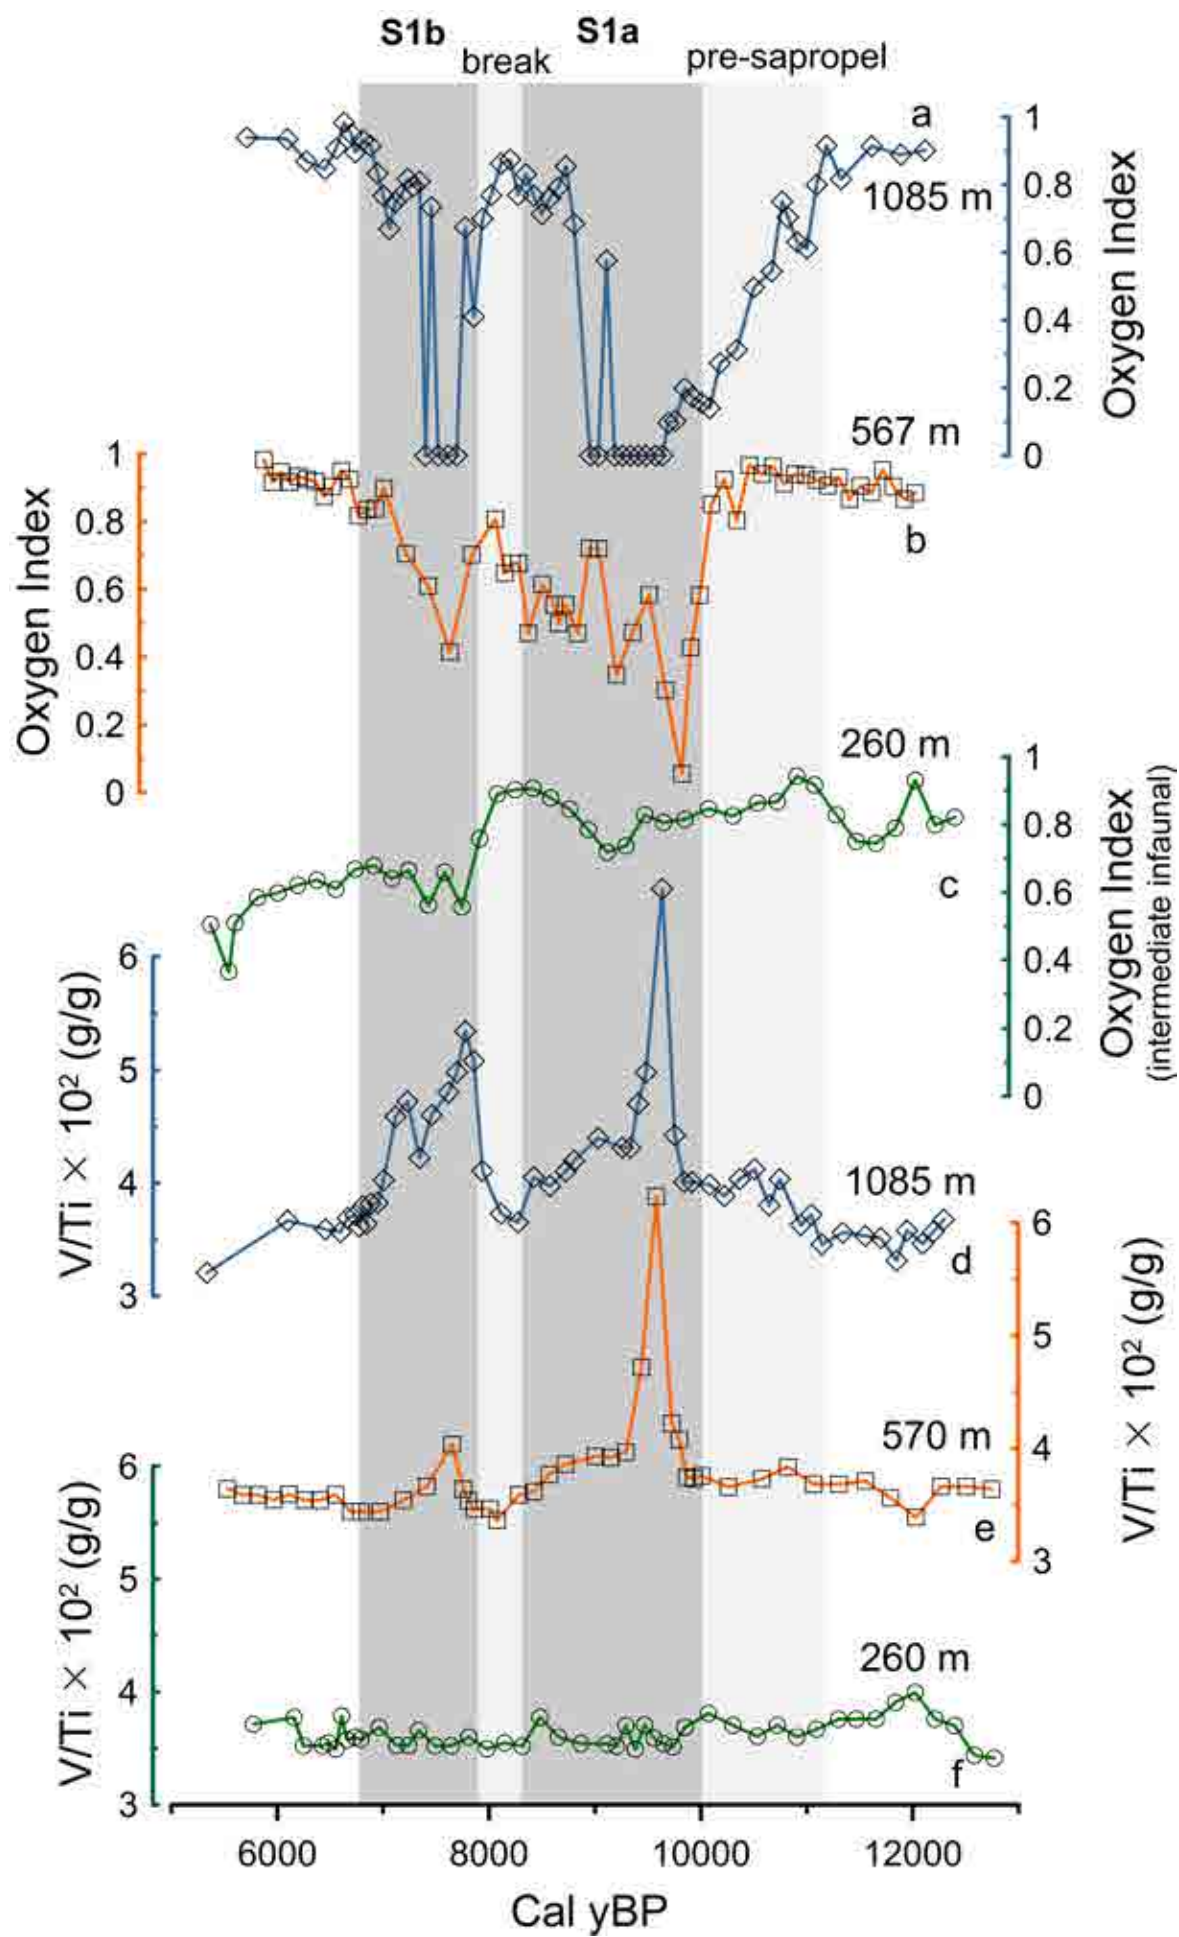 S1b
S1a
break
pre-sapropel
a
1
0.8
0.6
0.4
0.2
0
Oxygen Index
1085 m
567 m
b
1
0.8
0.6
0.4
0.2
0
Oxygen Index
260 m
c
1
0.8
0.6
0.4
0.2
0
Oxygen Index
(intermediate infaunal)
6
5
4
3
V/Ti × 10² (g/g)
1085 m
d
6
5
4
3
V/Ti × 10² (g/g)
570 m
e
6
5
4
3
V/Ti × 10² (g/g)
260 m
f
6000 8000 10000 12000
Cal yBP